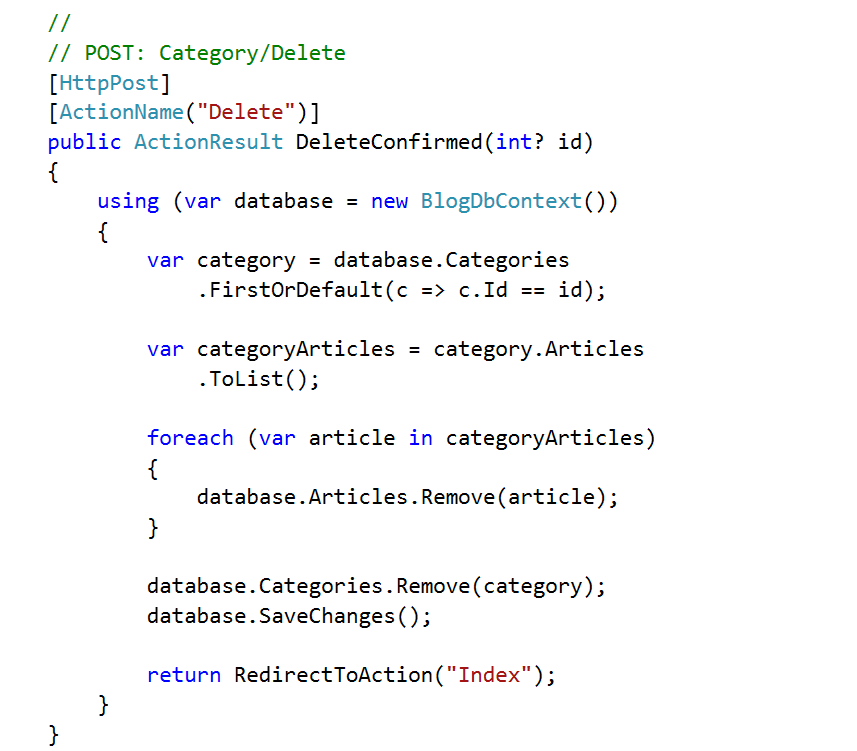 //
// POST: Category/Delete
[HttpPost]
[ActionName("Delete")]
public ActionResult DeleteConfirmed(int? id)
{
    using (var database = new BlogDbContext())
    {
        var category = database.Categories
            .FirstOrDefault(c => c.Id == id);

        var categoryArticles = category.Articles
            .ToList();

        foreach (var article in categoryArticles)
        {
            database.Articles.Remove(article);
        }

        database.Categories.Remove(category);
        database.SaveChanges();

        return RedirectToAction("Index");
    }
}